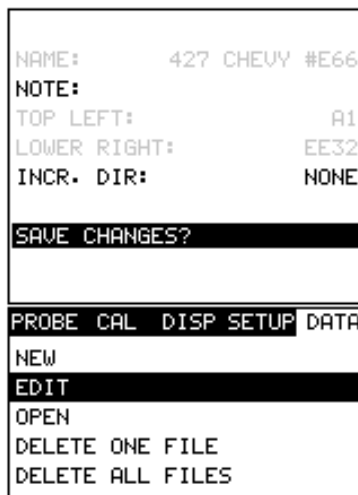 NAME: 427 CHEVY #E66
NOTE:
TOP LEFT: A1
LOWER RIGHT: EE32
INCR. DIR: NONE
SAVE CHANGES?
PROBE CAL DISP SETUP DATA
NEW
EDIT
OPEN
DELETE ONE FILE
DELETE ALL FILES